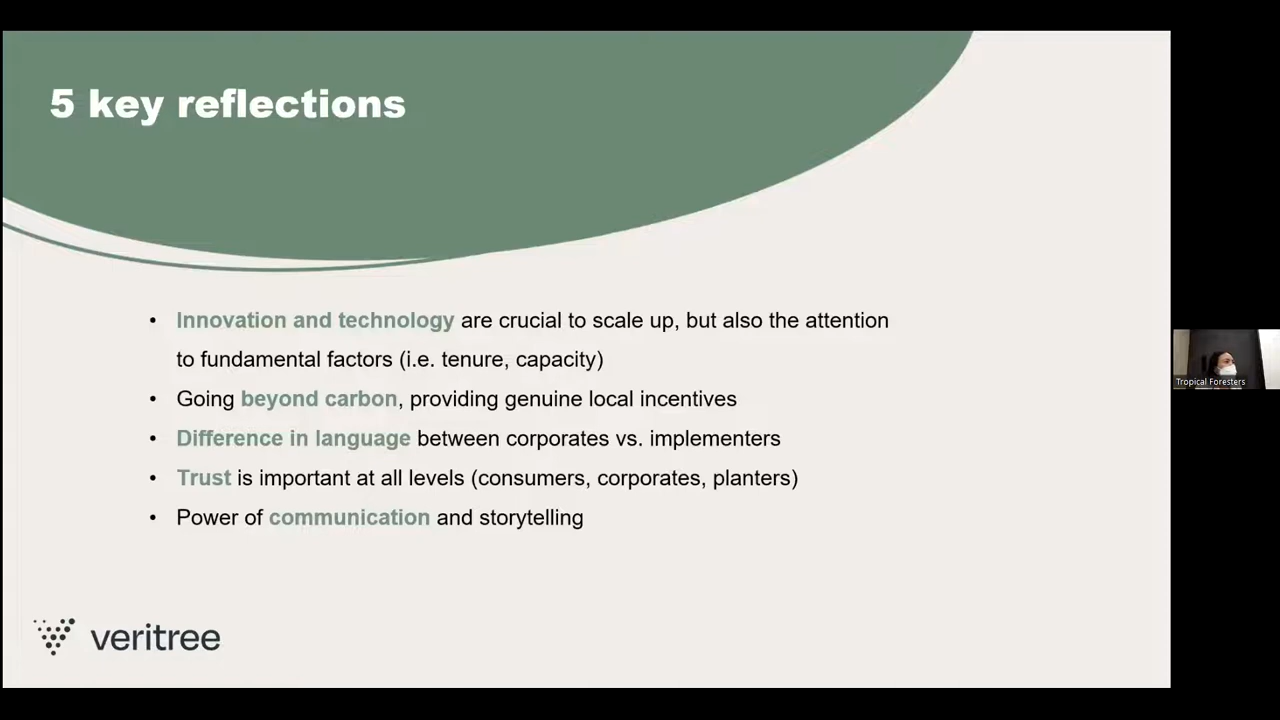 5 key reflections
• Innovation and technology are crucial to scale up, but also the attention
to fundamental factors (i.e. tenure, capacity)
• Going beyond carbon, providing genuine local incentives
• Difference in language between corporates vs. implementers
• Trust is important at all levels (consumers, corporates, planters)
• Power of communication and storytelling
veritree
Tropical Foresters